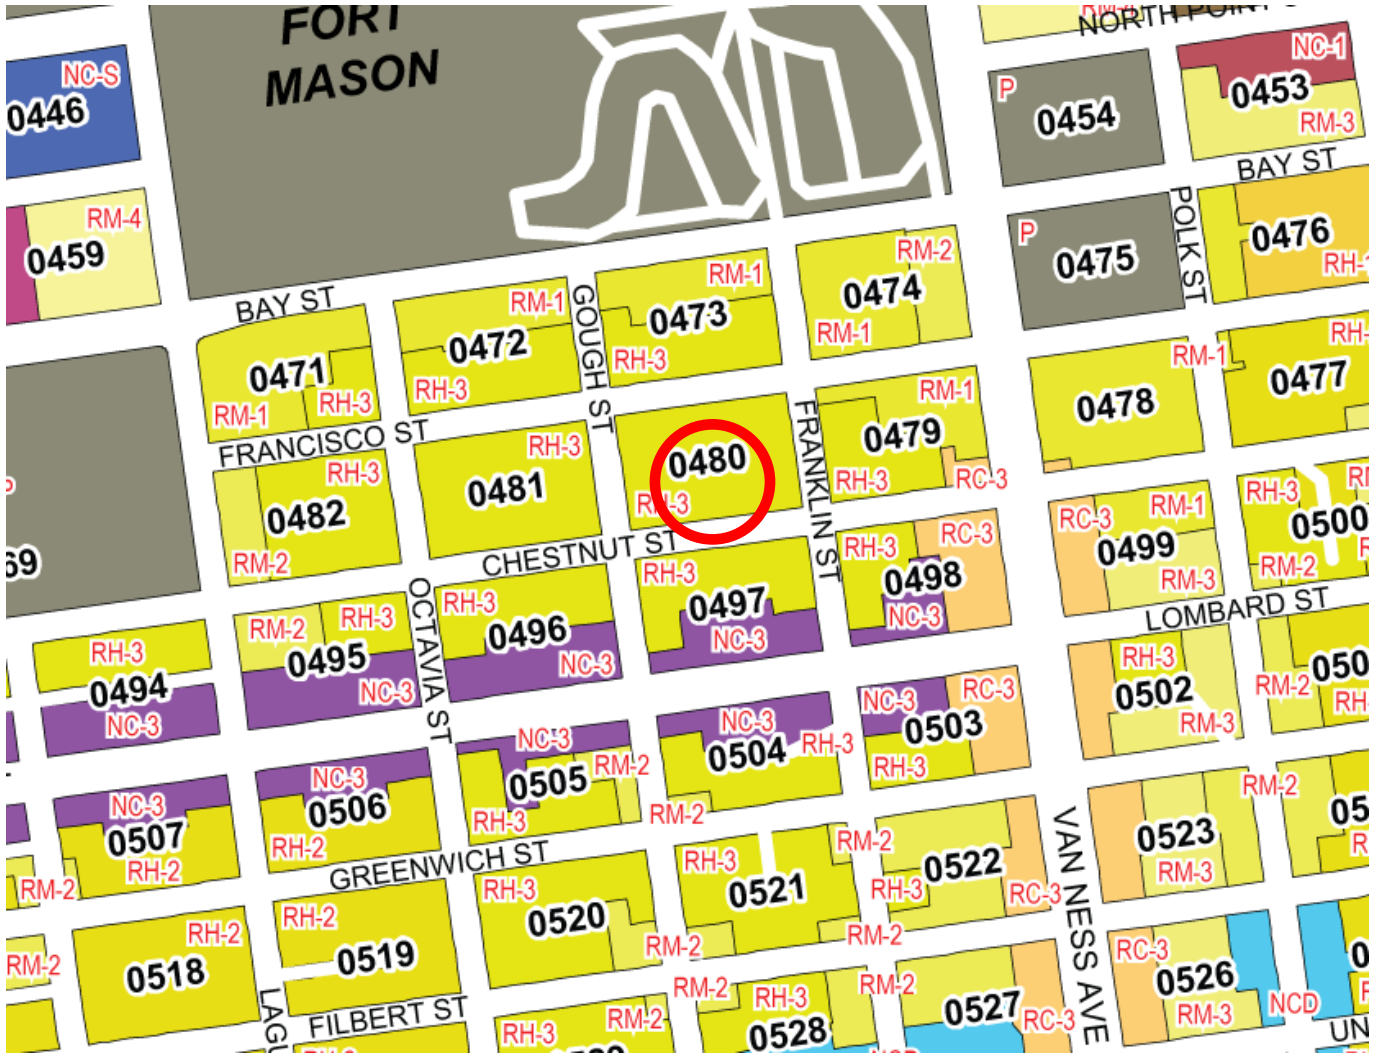 FORT
MASON
NORTH POINT
NC-S
0446
P
0454
NC-1
0453
RM-3
BAY ST
RM-4
0459
P
0475
POLK ST
0476
BAY ST
RM-1
0472
RH-3
GOUGH ST
RM-1
0473
RH-3
RM-2
0474
RM-1
0471
RM-1
RH-3
FRANCISCO ST
RM-1
0478
0477
RH-3
0481
0480
RH-3
FRANKLIN ST
RM-1
0479
RH-3
RC-3
RH-3
0482
RM-2
CHESTNUT ST
RC-3
RM-1
0499
RM-3
RH-3
0500
RM-2
OCTAVIA ST
RH-3
0496
NC-3
RH-3
0497
NC-3
RH-3
RC-3
0498
NC-3
LOMBARD ST
RH-3
0494
NC-3
RM-2
RH-3
0495
NC-3
RH-3
0502
RM-3
RM-2
NC-3
0505
RM-2
RH-3
NC-3
0504
RH-3
RM-2
NC-3
RC-3
0503
RH-3
NC-3
0507
RH-2
RM-2
NC-3
0506
RH-2
GREENWICH ST
RM-2
0523
RM-3
VAN NESS AVE
RH-3
0520
RM-2
RH-3
0521
RM-2
RM-2
0522
RH-3
RC-3
RM-2
RH-2
0518
RH-2
0519
FILBERT ST
RM-2
RH-3
RM-2
RH-3
0528
RM-2
0527
RC-3
RC-3
0526
RM-3
NCD